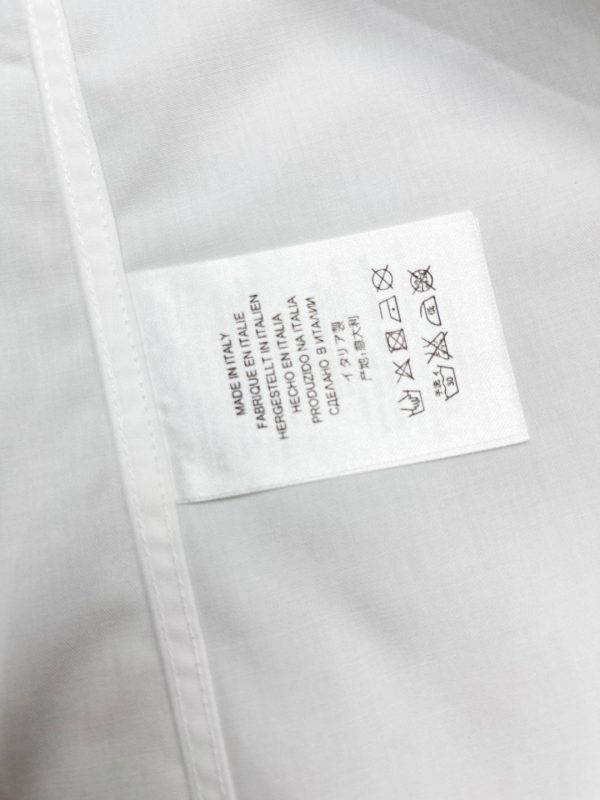 MADE IN ITALY
FABRIQUE EN ITALIE
HERGESTELLT IN ITALIEN
HECHO EN ITALIA
PRODUZIDO NA ITALIA
СДЕЛАНО В ИТАЛИИ
イタリア製
产地:意大利
30